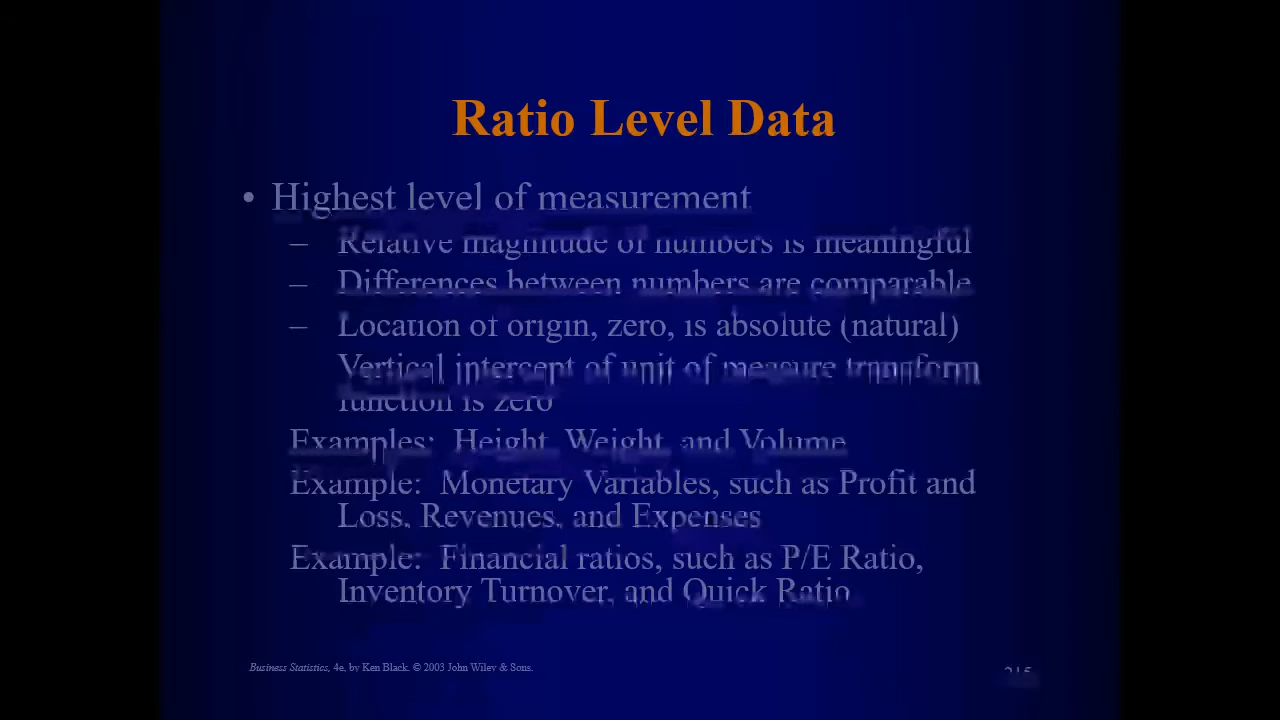 Ratio Level Data
• Highest level of measurement
– Relative magnitude of numbers is meaningful
– Differences between numbers are comparable
– Location of origin, zero, is absolute (natural)
Vertical intercept of unit of measure transform
function is zero
Examples: Height, Weight, and Volume
Example: Monetary Variables, such as Profit and
Loss, Revenues, and Expenses
Example: Financial ratios, such as P/E Ratio,
Inventory Turnover, and Quick Ratio
Business Statistics, 4e, by Ken Black. © 2003 John Wiley & Sons.